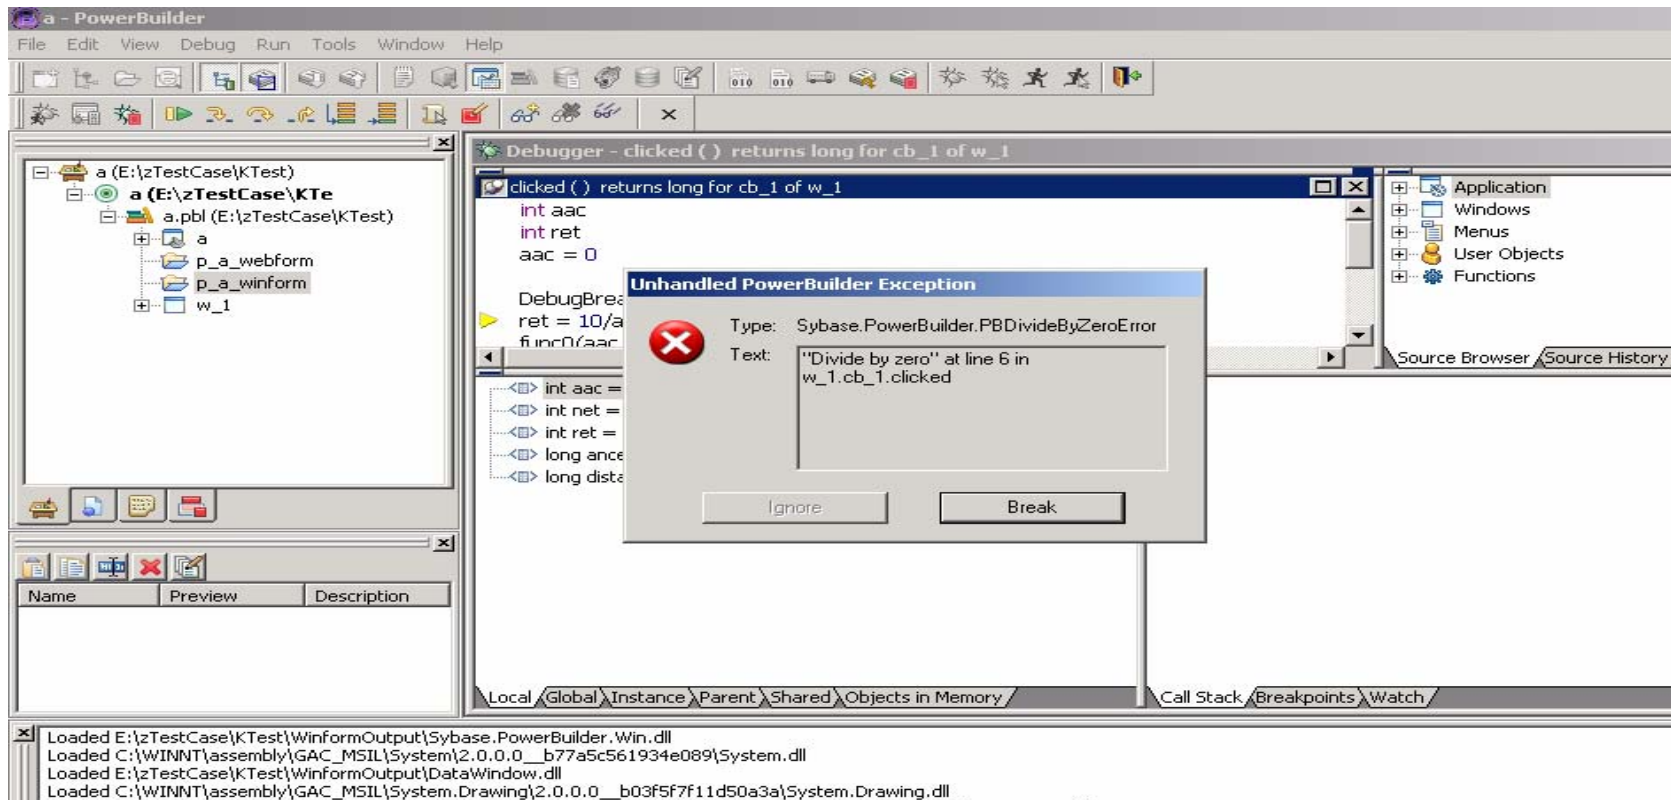 a - PowerBuilder
File Edit View Debug Run Tools Window Help
a (E:\zTestCase\KTest)
a (E:\zTestCase\KTe
a.pbl (E:\zTestCase\KTest)
a
p_a_webform
p_a_winform
w_1
Name Preview Description
Debugger - clicked ( ) returns long for cb_1 of w_1
clicked ( ) returns long for cb_1 of w_1
int aac
int ret
aac = 0
DebugBrea
ret = 10/a
func0(aac
Application
Windows
Menus
User Objects
Functions
Source Browser Source History
Unhandled PowerBuilder Exception
Type: Sybase.PowerBuilder.PBDivideByZeroError
Text: "Divide by zero" at line 6 in
w_1.cb_1.clicked
Ignore Break
int aac =
int net =
int ret =
long ance
long dista
Local Global Instance Parent Shared Objects in Memory
Call Stack Breakpoints Watch
Loaded E:\zTestCase\KTest\WinformOutput\Sybase.PowerBuilder.Win.dll
Loaded C:\WINNT\assembly\GAC_MSIL\System\2.0.0.0__b77a5c561934e089\System.dll
Loaded E:\zTestCase\KTest\WinformOutput\DataWindow.dll
Loaded C:\WINNT\assembly\GAC_MSIL\System.Drawing\2.0.0.0__b03f5f7f11d50a3a\System.Drawing.dll